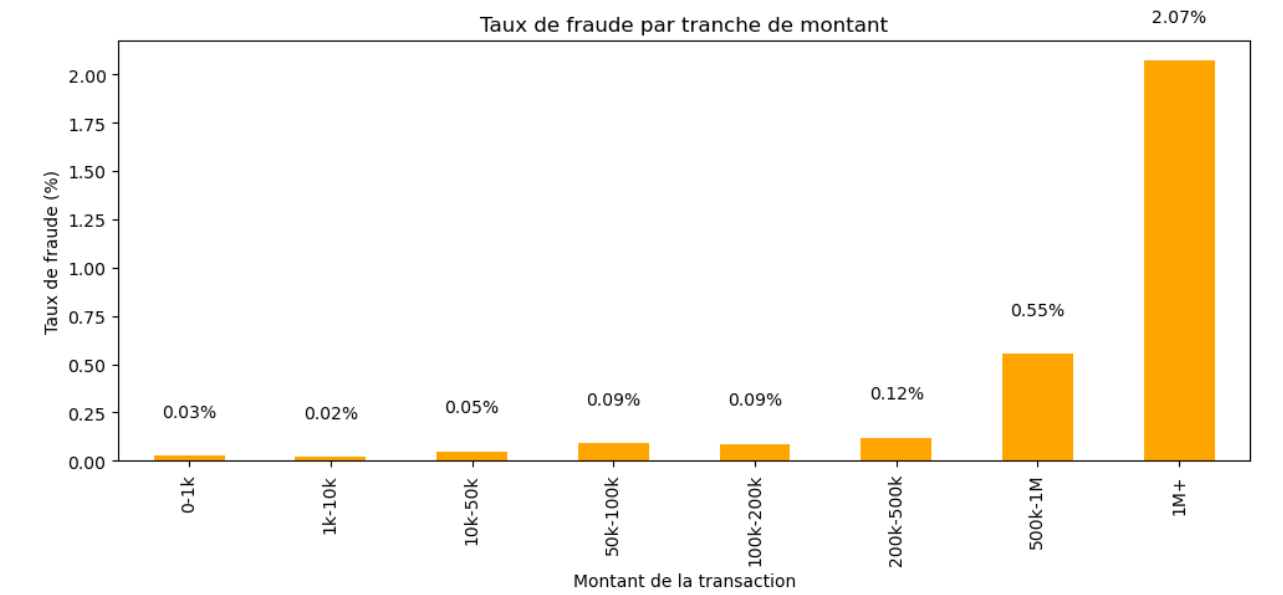 2.07%
Taux de fraude par tranche de montant
2.00
1.75
1.50
1.25
1.00
0.75
0.50
0.25
0.00
Taux de fraude (%)
0.03%
0.02%
0.05%
0.09%
0.09%
0.12%
0.55%
0-1k
1k-10k
10k-50k
50k-100k
100k-200k
200k-500k
500k-1M
1M+
Montant de la transaction